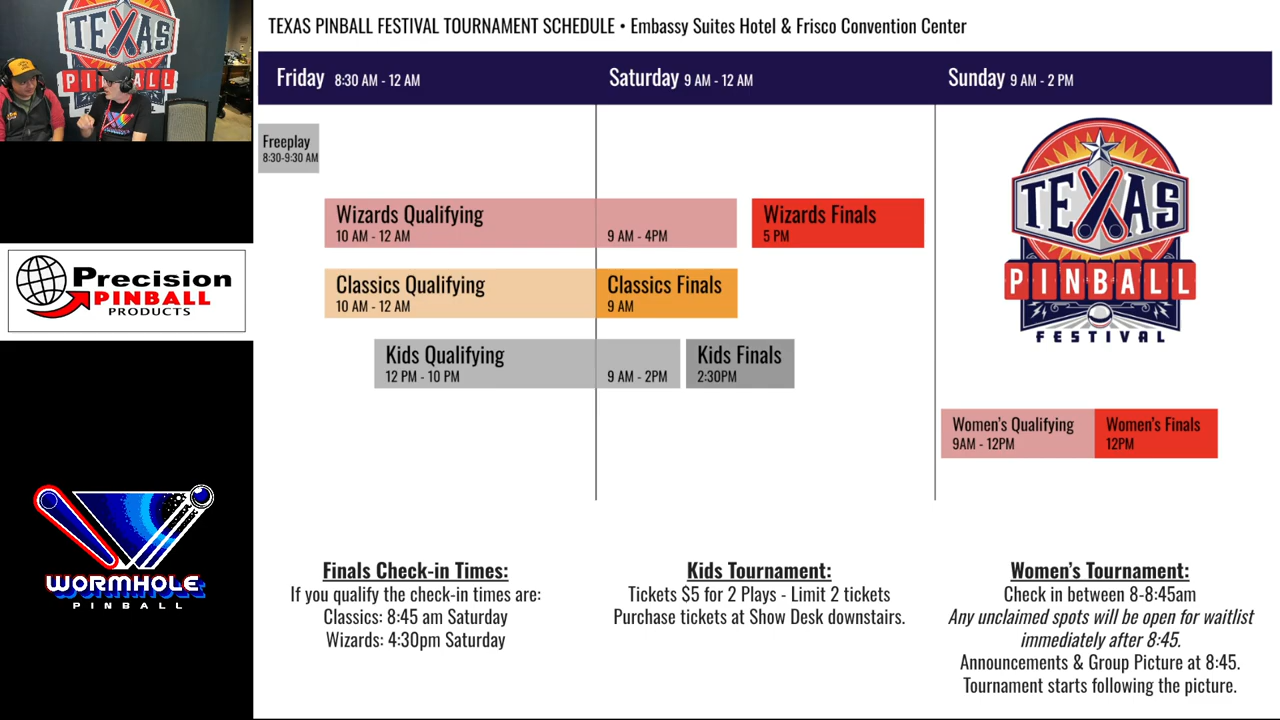 TEXAS PINBALL FESTIVAL TOURNAMENT SCHEDULE • Embassy Suites Hotel & Frisco Convention Center
Friday 8:30 AM - 12 AM
Saturday 9 AM - 12 AM
Sunday 9 AM - 2 PM
Freeplay
8:30-9:30 AM
Wizards Qualifying
10 AM - 12 AM
9 AM - 4PM
Wizards Finals
5 PM
Classics Qualifying
10 AM - 12 AM
Classics Finals
9 AM
Kids Qualifying
12 PM - 10 PM
9 AM - 2PM
Kids Finals
2:30PM
TEXAS
PINBALL
FESTIVAL
Women's Qualifying
9AM - 12PM
Women's Finals
12PM
Finals Check-in Times:
If you qualify the check-in times are:
Classics: 8:45 am Saturday
Wizards: 4:30pm Saturday
Kids Tournament:
Tickets $5 for 2 Plays - Limit 2 tickets
Purchase tickets at Show Desk downstairs.
Women's Tournament:
Check in between 8-8:45am
Any unclaimed spots will be open for waitlist
immediately after 8:45.
Announcements & Group Picture at 8:45.
Tournament starts following the picture.
TEXAS
PINBALL
Precision
PINBALL
PRODUCTS
WORMHOLE
PINBALL